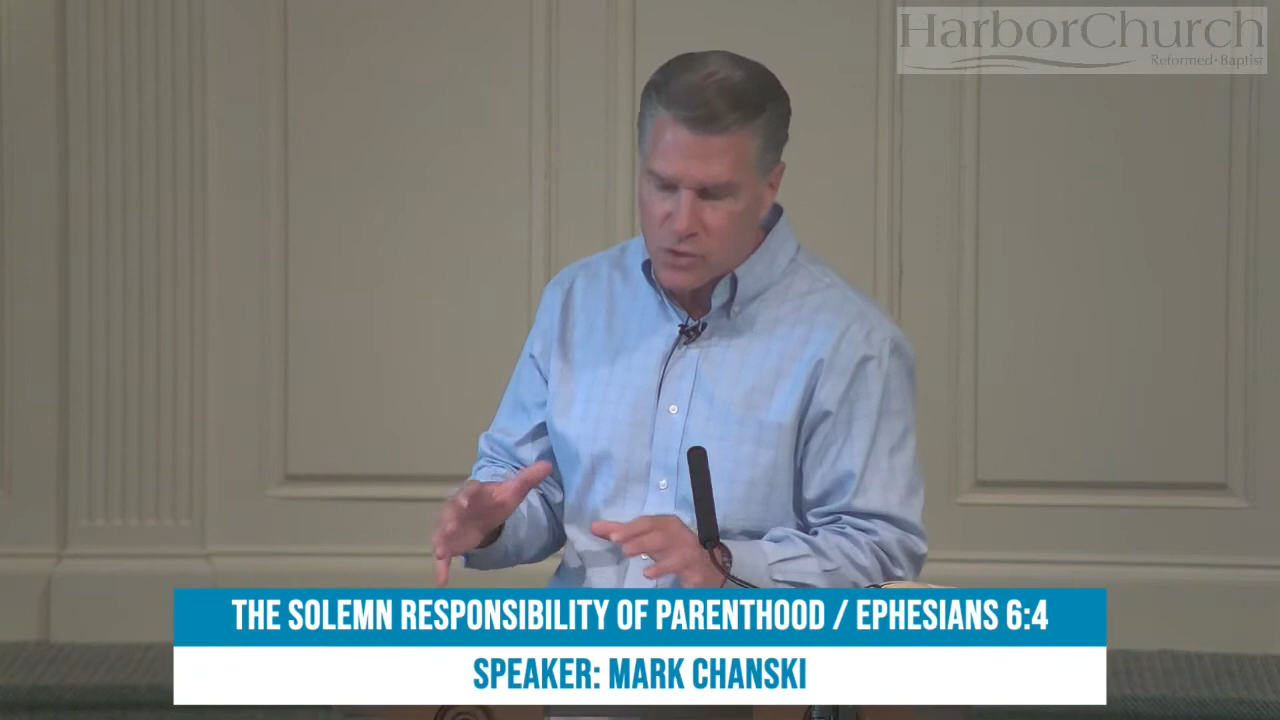 HarborChurch
Reformed•Baptist
THE SOLEMN RESPONSIBILITY OF PARENTHOOD / EPHESIANS 6:4
SPEAKER: MARK CHANSKI